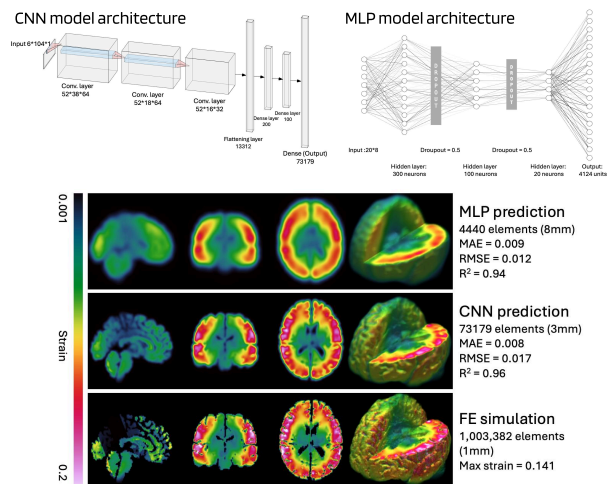 CNN model architecture
Input 6*104*1
Conv. layer
52*38*64
Conv. layer
52*18*64
Conv. layer
52*16*32
Flattening layer
13312
Dense layer
200
Dense layer
100
Dense (Output)
73179
MLP model architecture
DROPOUT
DROPOUT
Input :20*8
Droupout = 0.5
Droupout = 0.5
Hidden layer:
300 neurons
Hidden layer
100 neurons
Hidden layer:
20 neurons
Output:
4124 units
0.001
Strain
0.2
MLP prediction
4440 elements (8mm)
MAE = 0.009
RMSE = 0.012
R² = 0.94
CNN prediction
73179 elements (3mm)
MAE = 0.008
RMSE = 0.017
R² = 0.96
FE simulation
1,003,382 elements
(1mm)
Max strain = 0.141